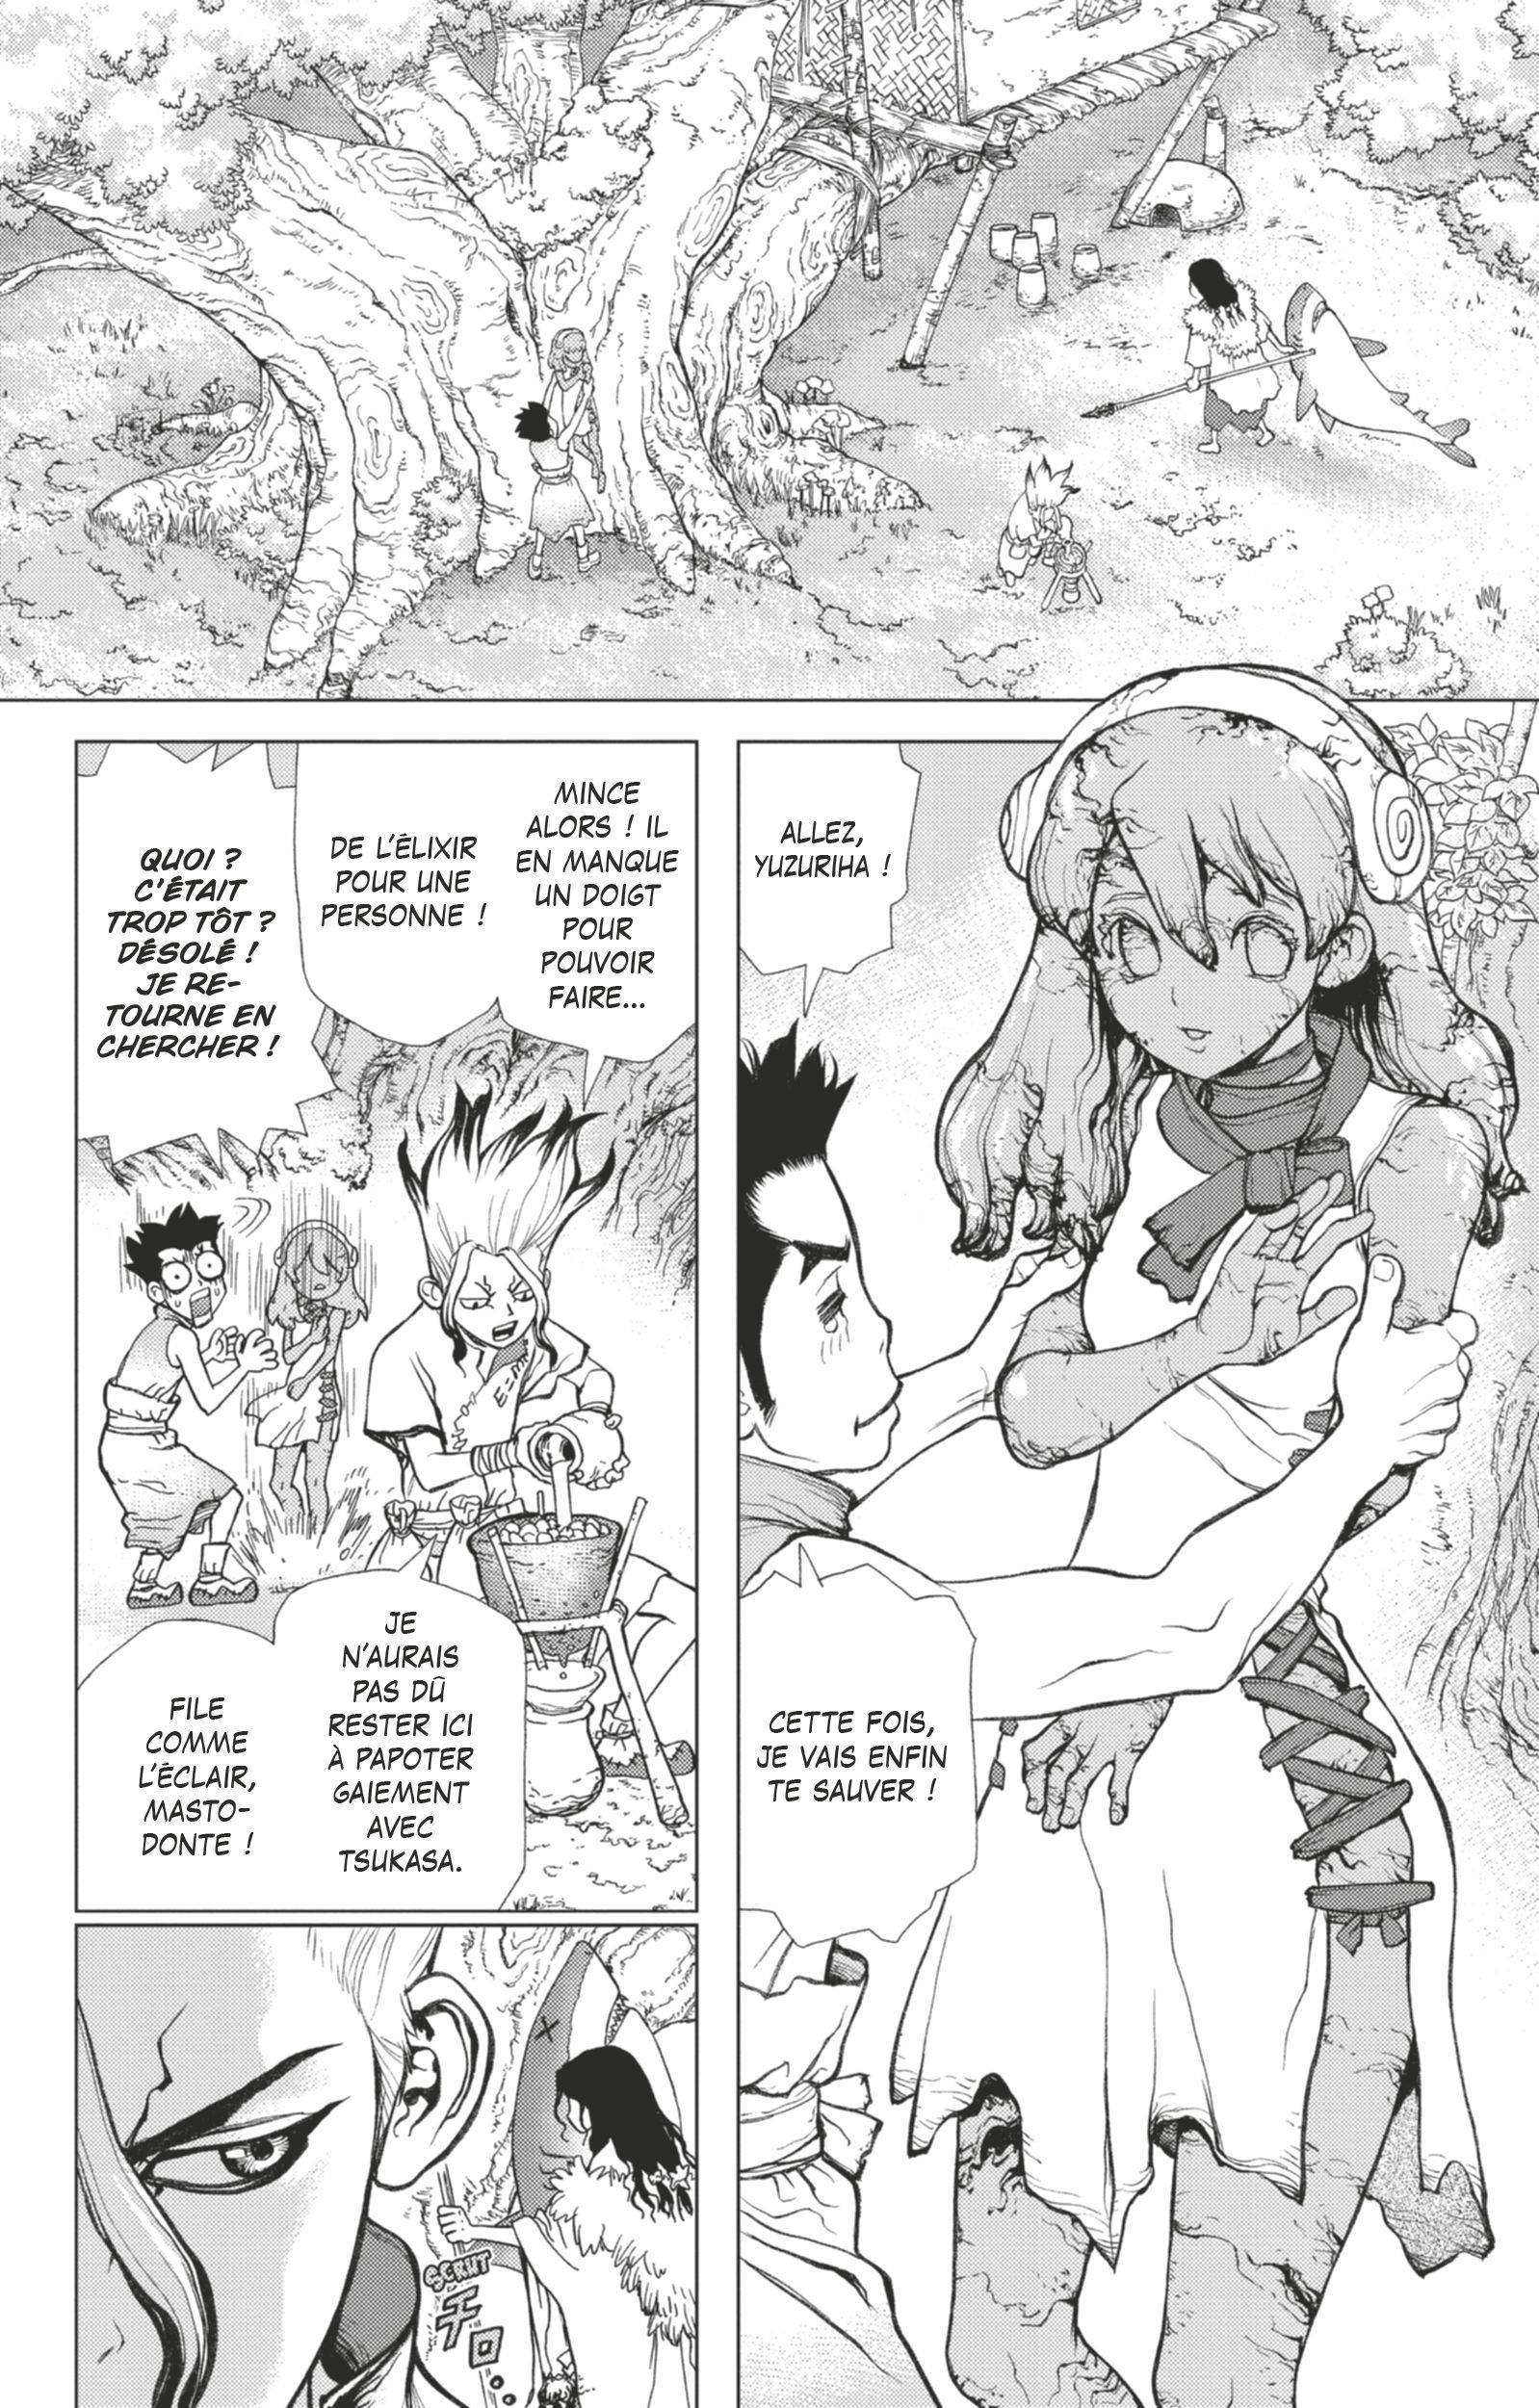 ALLEZ,
YUZURIHA !
CETTE FOIS,
JE VAIS ENFIN
TE SAUVER !
MINCE
ALORS ! IL
EN MANQUE
UN DOIGT
POUR
POUVOIR
FAIRE...
DE L'ÉLIXIR
POUR UNE
PERSONNE !
QUOI ?
C'ÉTAIT
TROP TÔT ?
DÉSOLÉ !
JE RE-
TOURNE EN
CHERCHER !
JE
N'AURAIS
PAS DÛ
RESTER ICI
À PAPOTER
GAIEMENT
AVEC
TSUKASA.
FILE
COMME
L'ÉCLAIR,
MASTO-
DONTE !
SCRUT
チロ...